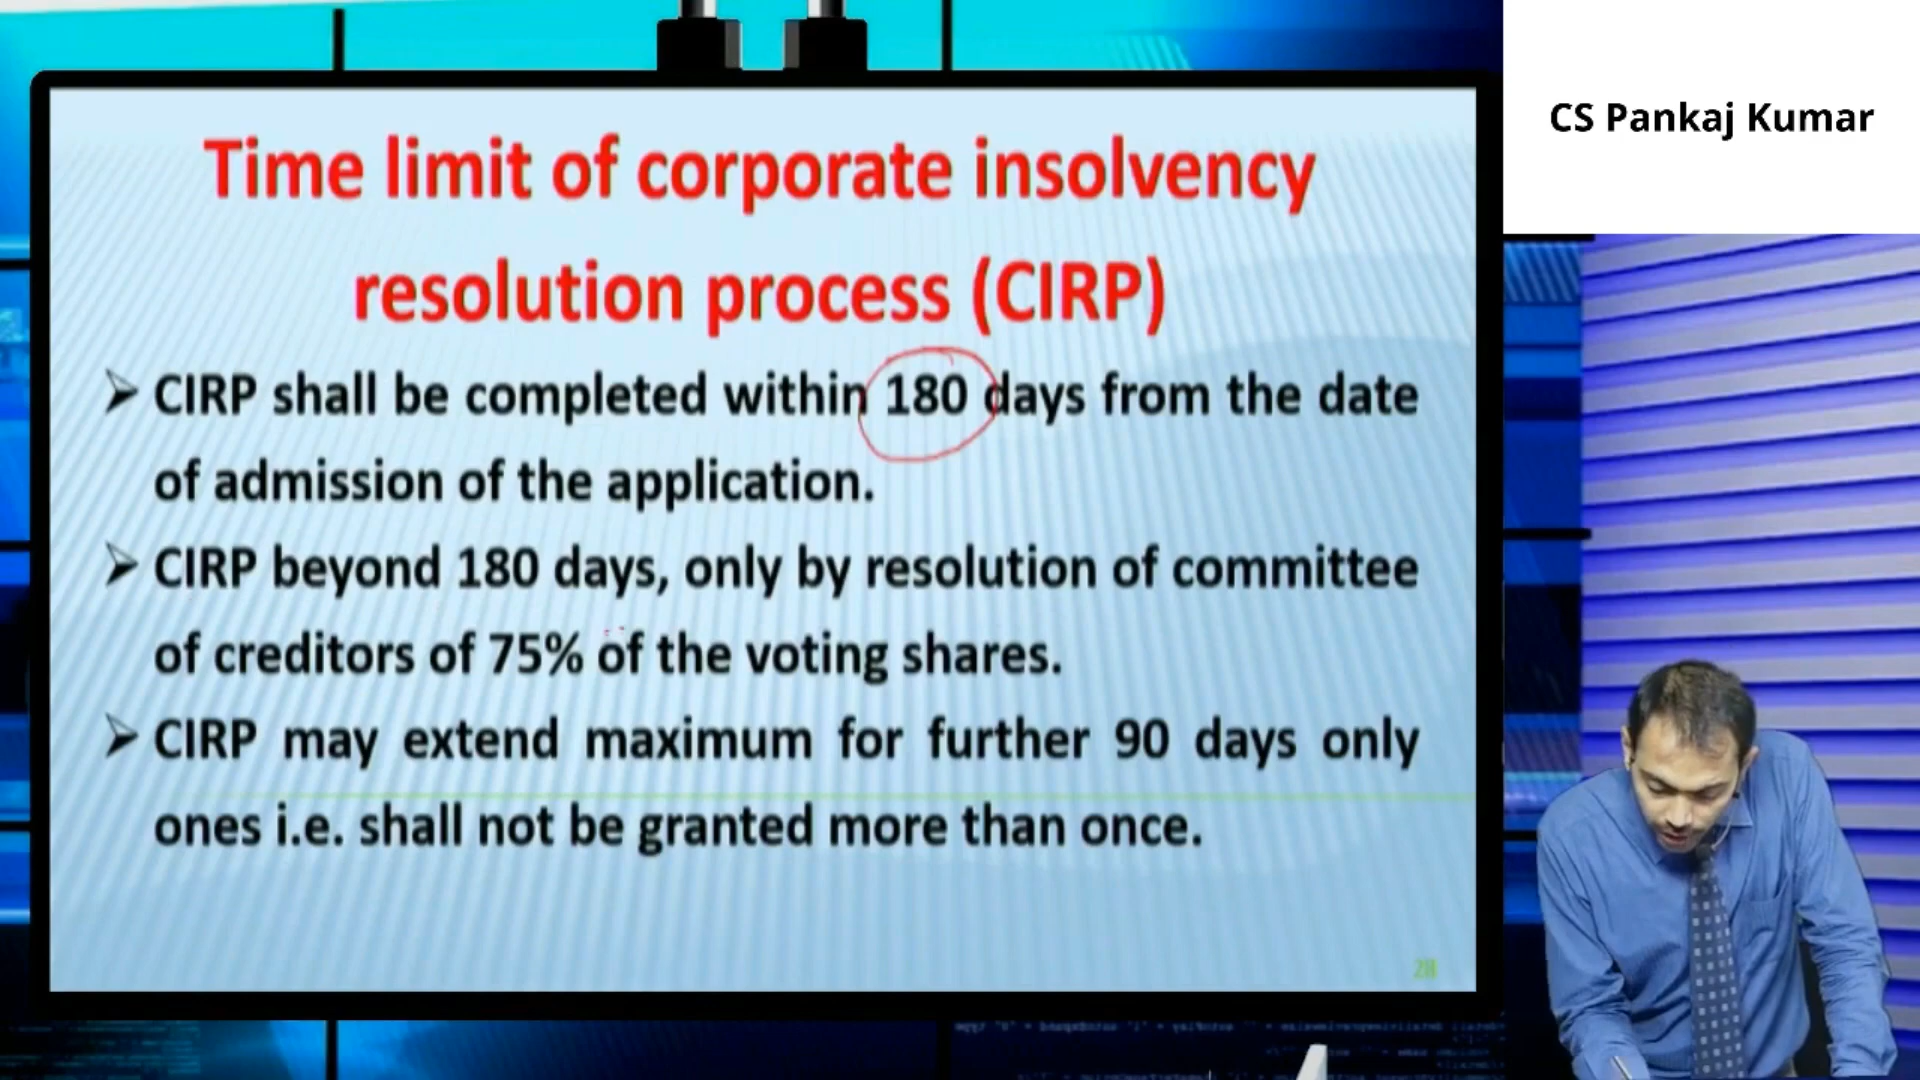 CS Pankaj Kumar
Time limit of corporate insolvency
resolution process (CIRP)
CIRP shall be completed within 180 days from the date
of admission of the application.
CIRP beyond 180 days, only by resolution of committee
of creditors of 75% of the voting shares.
CIRP may extend maximum for further 90 days only
ones i.e. shall not be granted more than once.
28